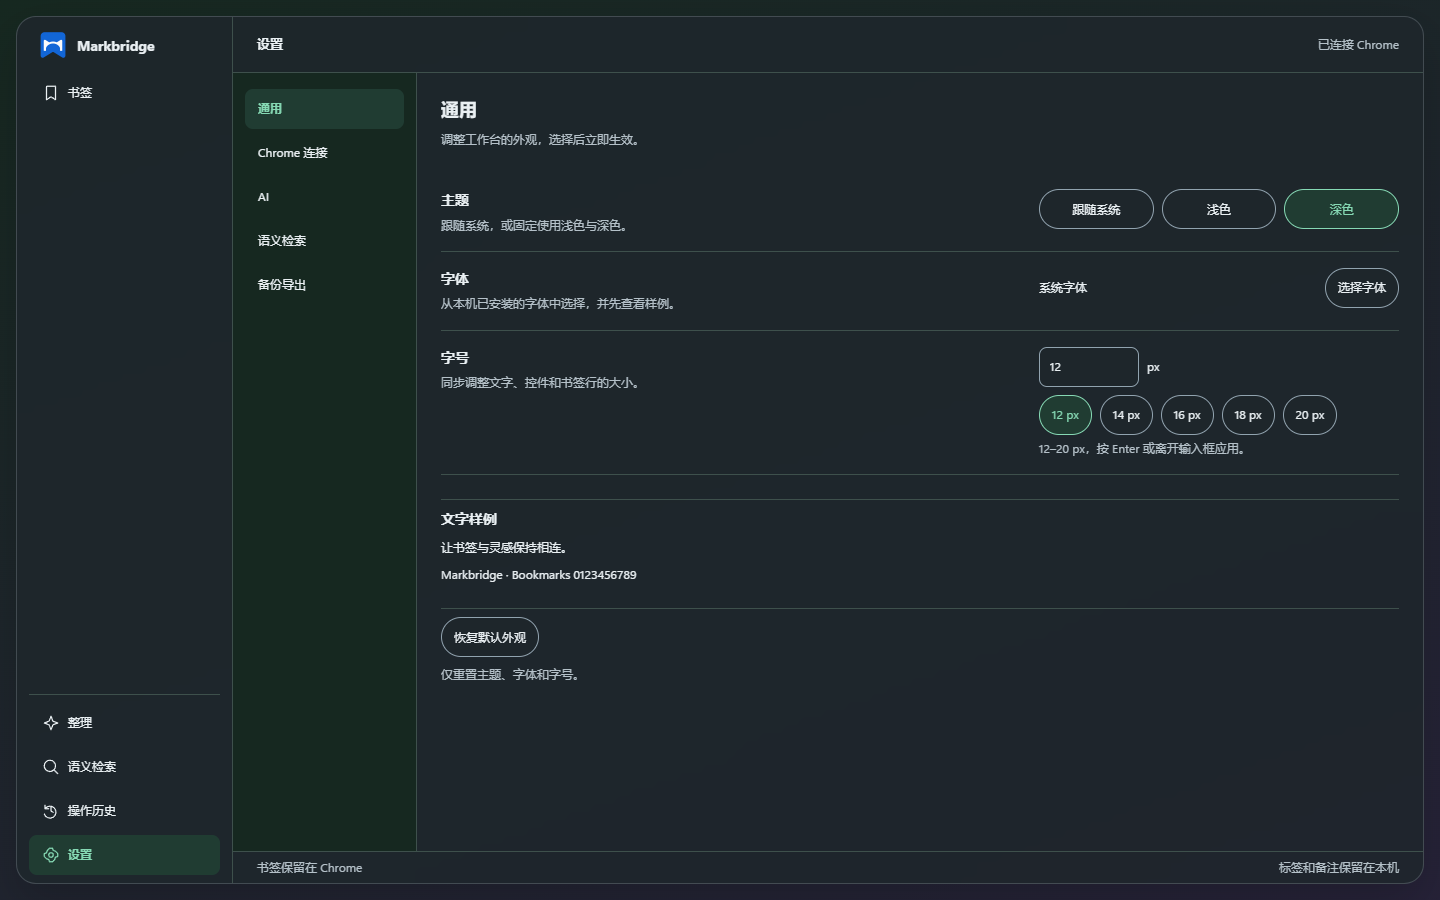 Markbridge
书签
整理
语义检索
操作历史
设置
设置
已连接 Chrome
通用
Chrome 连接
AI
语义检索
备份导出
通用
调整工作台的外观，选择后立即生效。
主题
跟随系统，或固定使用浅色与深色。
跟随系统
浅色
深色
字体
从本机已安装的字体中选择，并先查看样例。
系统字体
选择字体
字号
同步调整文字、控件和书签行的大小。
12 px
12 px
14 px
16 px
18 px
20 px
12–20 px，按 Enter 或离开输入框应用。
文字样例
让书签与灵感保持相连。
Markbridge · Bookmarks 0123456789
恢复默认外观
仅重置主题、字体和字号。
书签保留在 Chrome
标签和备注保留在本机